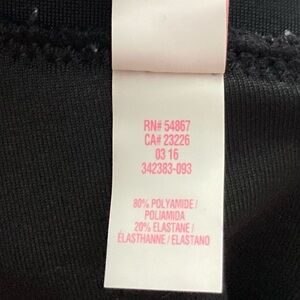 RN# 54867
CA# 23226
03 16
342383-093
80% POLYAMIDE /
POLIAMIDA
20% ELASTANE /
ÉLASTHANNE / ELASTANO